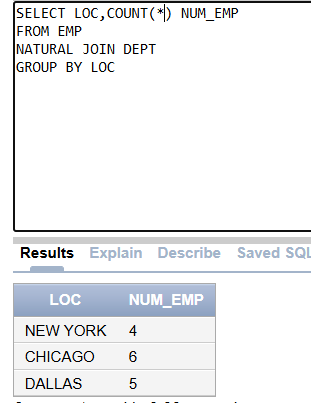 SELECT LOC,COUNT(*) NUM_EMP
FROM EMP
NATURAL JOIN DEPT
GROUP BY LOC
Results Explain Describe Saved SQL
LOC NUM_EMP
NEW YORK 4
CHICAGO 6
DALLAS 5